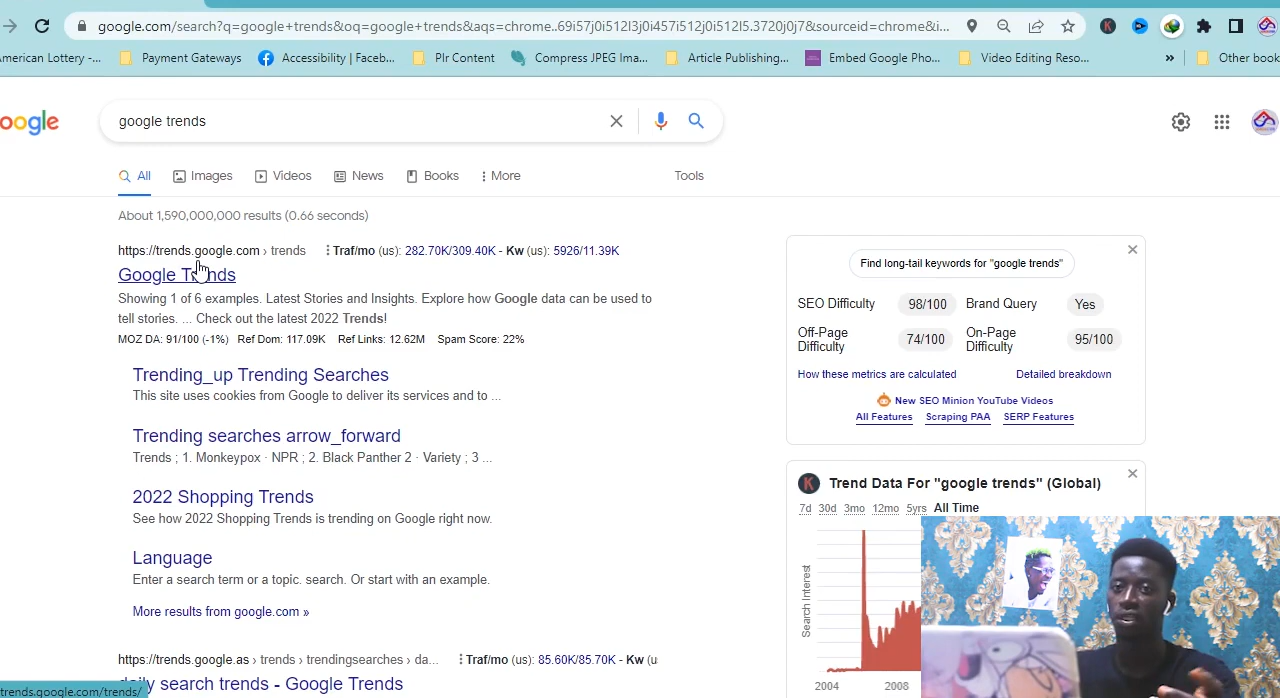 google.com/search?q=google+trends&oq=google+trends&aqs=chrome..69i57j0i512l3j0i457i512j0i512l5.3720j0j7&sourceid=chrome&i...
merican Lottery -...
Payment Gateways
Accessibility | Faceb...
Plr Content
Compress JPEG Ima...
Article Publishing...
Embed Google Pho...
Video Editing Reso...
»
Other book
oogle
google trends
All
Images
Videos
News
Books
More
Tools
About 1,590,000,000 results (0.66 seconds)
https://trends.google.com › trends
Traf/mo (us): 282.70K/309.40K - Kw (us): 5926/11.39K
Google Trends
Showing 1 of 6 examples. Latest Stories and Insights. Explore how Google data can be used to
tell stories. ... Check out the latest 2022 Trends!
MOZ DA: 91/100 (-1%) Ref Dom: 117.09K Ref Links: 12.62M Spam Score: 22%
Trending_up Trending Searches
This site uses cookies from Google to deliver its services and to ...
Trending searches arrow_forward
Trends ; 1. Monkeypox · NPR ; 2. Black Panther 2 · Variety ; 3 ...
2022 Shopping Trends
See how 2022 Shopping Trends is trending on Google right now.
Language
Enter a search term or a topic. search. Or start with an example.
More results from google.com »
https://trends.google.as › trends › trendingsearches › da...
Traf/mo (us): 85.60K/85.70K - Kw (u
daily search trends - Google Trends
trends.google.com/trends/
Find long-tail keywords for "google trends"
SEO Difficulty 98/100 Brand Query Yes
Off-Page
Difficulty
74/100
On-Page
Difficulty
95/100
How these metrics are calculated
Detailed breakdown
New SEO Minion YouTube Videos
All Features Scraping PAA SERP Features
K
Trend Data For "google trends" (Global)
7d 30d 3mo 12mo 5yrs All Time
Search Interest
2004 2008